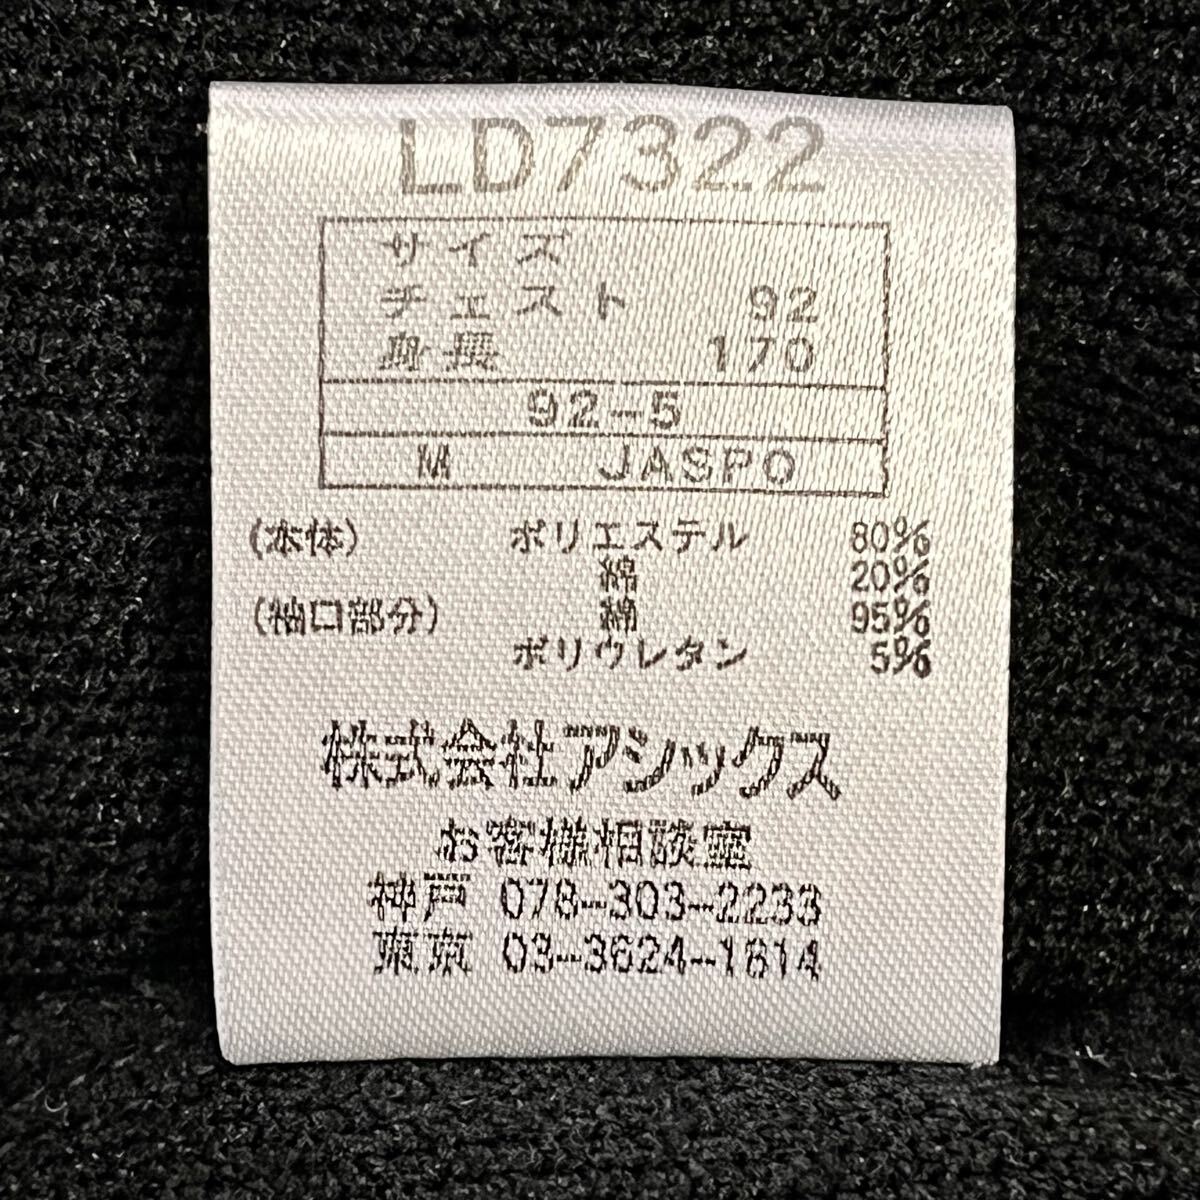 LD7322
サイズ
チェスト 92
身長 170
92-5
M JASPO
(本体) ポリエステル 80%
綿 20%
(袖口部分) 綿 95%
ポリウレタン 5%
株式会社アシックス
お客様相談室
神戸 078-303-2233
東京 03-3624-1814